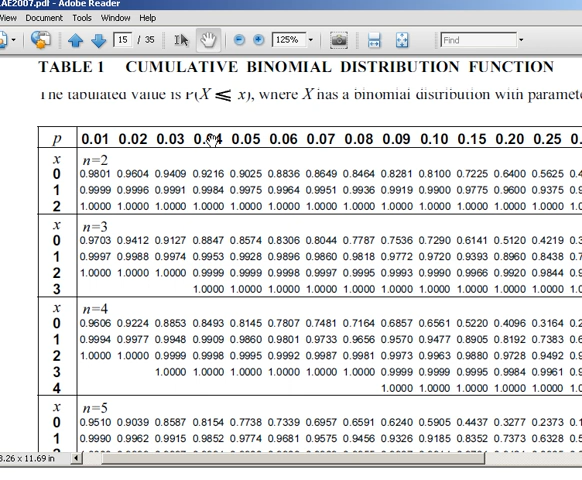 .AE2007.pdf - Adobe Reader
View Document Tools Window Help
15 / 35 125% Find
TABLE 1 CUMULATIVE BINOMIAL DISTRIBUTION FUNCTION
The tabulated value is P(X ⩽ x), where X has a binomial distribution with
p 0.01 0.02 0.03 0.04 0.05 0.06 0.07 0.08 0.09 0.10 0.15 0.20 0.25
x n=2
0 0.9801 0.9604 0.9409 0.9216 0.9025 0.8836 0.8649 0.8464 0.8281 0.8100 0.7225 0.6400 0.5625
1 0.9999 0.9996 0.9991 0.9984 0.9975 0.9964 0.9951 0.9936 0.9919 0.9900 0.9775 0.9600 0.9375
2 1.0000 1.0000 1.0000 1.0000 1.0000 1.0000 1.0000 1.0000 1.0000 1.0000 1.0000 1.0000 1.0000
x n=3
0 0.9703 0.9412 0.9127 0.8847 0.8574 0.8306 0.8044 0.7787 0.7536 0.7290 0.6141 0.5120 0.4219
1 0.9997 0.9988 0.9974 0.9953 0.9928 0.9896 0.9860 0.9818 0.9772 0.9720 0.9393 0.8960 0.8438
2 1.0000 1.0000 1.0000 0.9999 0.9999 0.9998 0.9997 0.9995 0.9993 0.9990 0.9966 0.9920 0.9844
3 1.0000 1.0000 1.0000 1.0000 1.0000 1.0000 1.0000 1.0000 1.0000 1.0000
x n=4
0 0.9606 0.9224 0.8853 0.8493 0.8145 0.7807 0.7481 0.7164 0.6857 0.6561 0.5220 0.4096 0.3164
1 0.9994 0.9977 0.9948 0.9909 0.9860 0.9801 0.9733 0.9656 0.9570 0.9477 0.8905 0.8192 0.7383
2 1.0000 1.0000 0.9999 0.9998 0.9995 0.9992 0.9987 0.9981 0.9973 0.9963 0.9880 0.9728 0.9492
3 1.0000 1.0000 1.0000 1.0000 1.0000 1.0000 0.9999 0.9999 0.9995 0.9984 0.9961
4 1.0000 1.0000 1.0000 1.0000 1.0000
x n=5
0 0.9510 0.9039 0.8587 0.8154 0.7738 0.7339 0.6957 0.6591 0.6240 0.5905 0.4437 0.3277 0.2373
1 0.9990 0.9962 0.9915 0.9852 0.9774 0.9681 0.9575 0.9456 0.9326 0.9185 0.8352 0.7373 0.6328
8.26 x 11.69 in